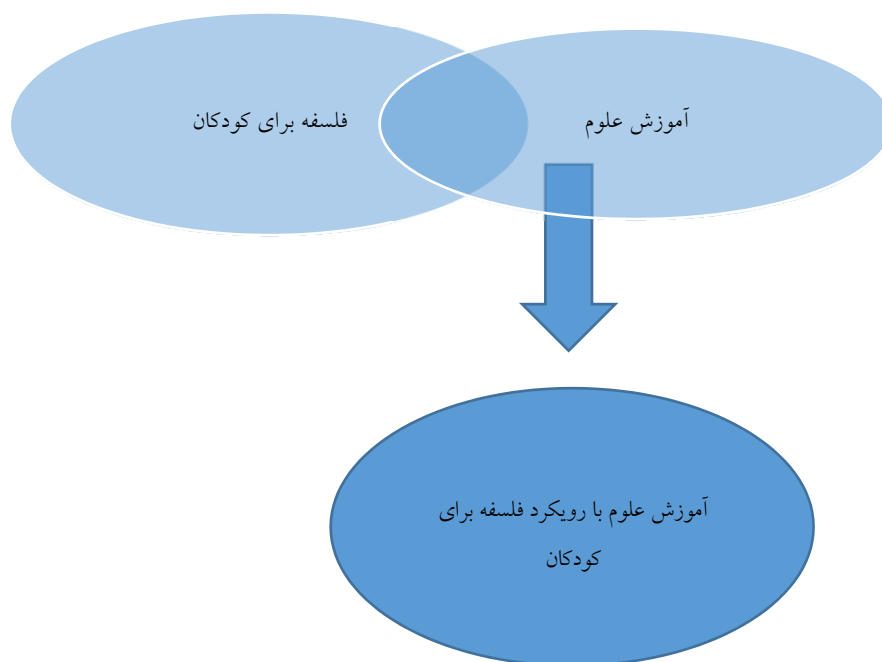 آموزش علوم
فلسفه برای کودکان
آموزش علوم با رویکرد فلسفه برای
کودکان